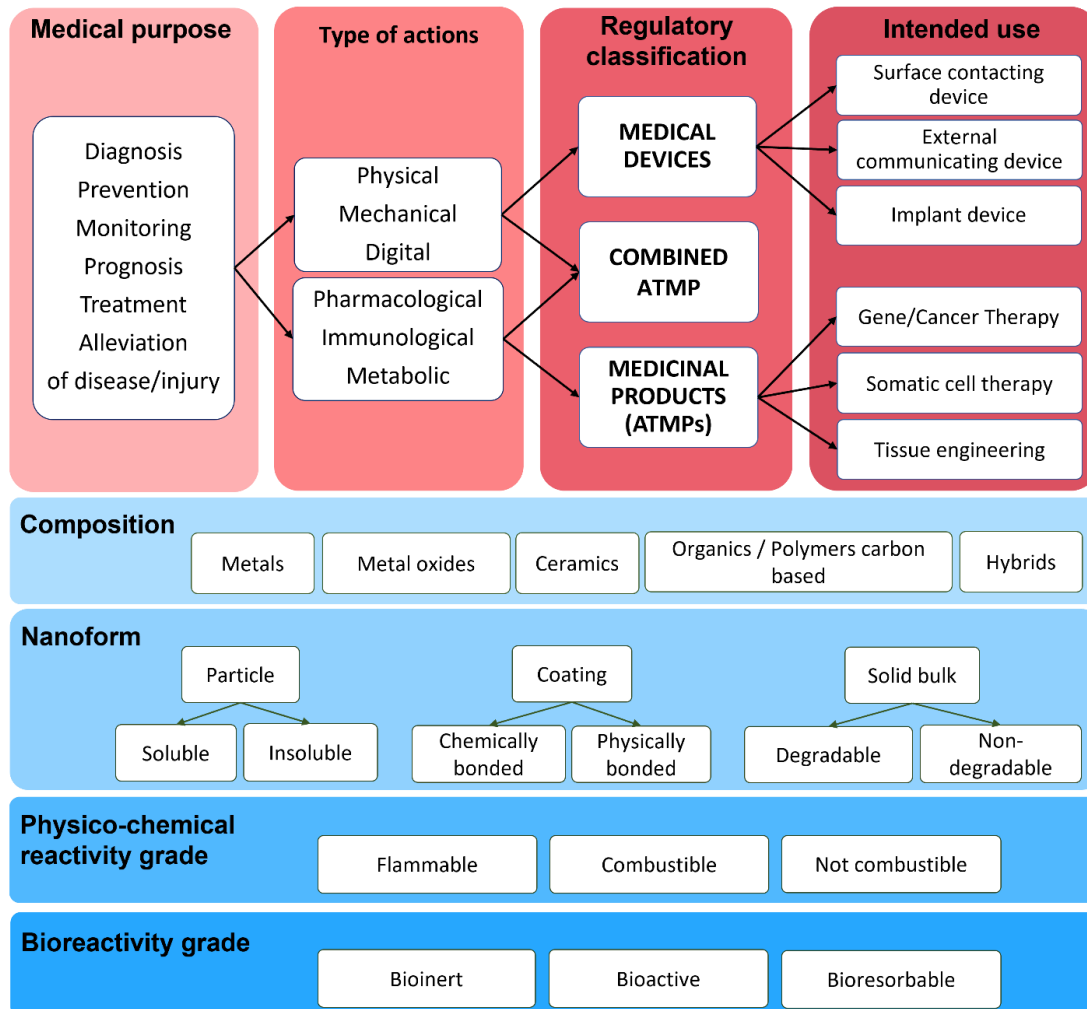 Medical purpose
Diagnosis
Prevention
Monitoring
Prognosis
Treatment
Alleviation
of disease/injury
Type of actions
Physical
Mechanical
Digital
Pharmacological
Immunological
Metabolic
Regulatory
classification
MEDICAL
DEVICES
COMBINED
ATMP
MEDICINAL
PRODUCTS
(ATMPs)
Intended use
Surface contacting
device
External
communicating device
Implant device
Gene/Cancer Therapy
Somatic cell therapy
Tissue engineering
Composition
Metals
Metal oxides
Ceramics
Organics / Polymers carbon
based
Hybrids
Nanoform
Particle
Soluble
Insoluble
Coating
Chemically
bonded
Physically
bonded
Solid bulk
Degradable
Non-
degradable
Physico-chemical
reactivity grade
Flammable
Combustible
Not combustible
Bioreactivity grade
Bioinert
Bioactive
Bioresorbable